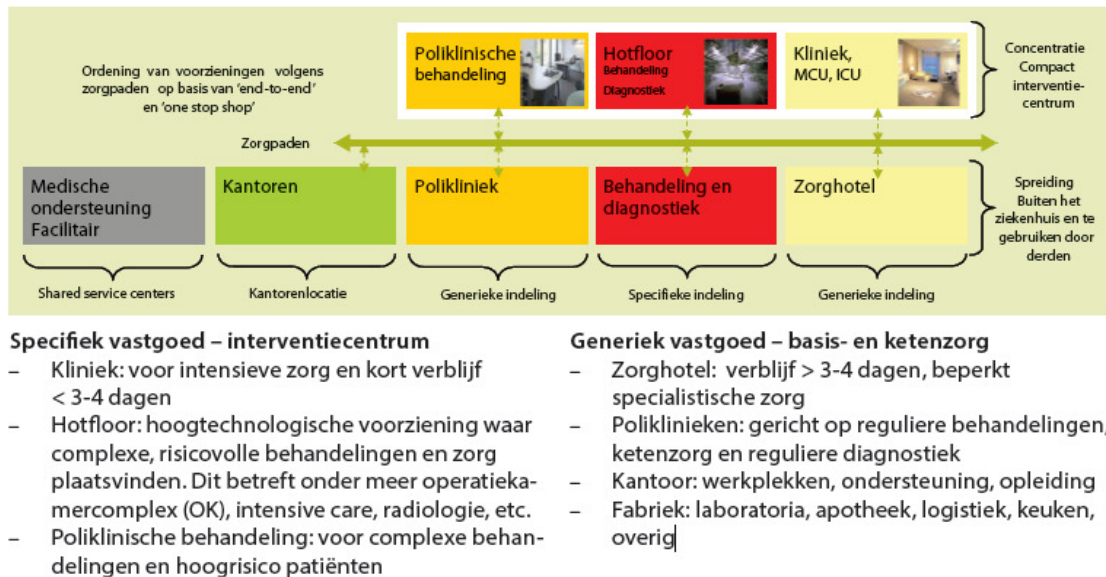 Ordening van voorzieningen volgens
zorgpaden op basis van 'end-to-end'
en 'one stop shop'
Poliklinische
behandeling
Hotfloor
Behandeling
Diagnostiek
Kliniek,
MCU, ICU
Concentratie
Compact
interventie-
centrum
Zorgpaden
Medische
ondersteuning
Facilitair
Kantoren
Polikliniek
Behandeling en
diagnostiek
Zorghotel
Spreiding
Buiten het
ziekenhuis en te
gebruiken door
derden
Shared service centers
Kantorenlocatie
Generieke indeling
Specifieke indeling
Generieke indeling
Specifiek vastgoed – interventiecentrum
– Kliniek: voor intensieve zorg en kort verblijf
< 3-4 dagen
– Hotfloor: hoogtechnologische voorziening waar
complexe, risicovolle behandelingen en zorg
plaatsvinden. Dit betreft onder meer operatieka-
mercomplex (OK), intensive care, radiologie, etc.
– Poliklinische behandeling: voor complexe behan-
delingen en hoogrisico patiënten
Generiek vastgoed – basis- en ketenzorg
– Zorghotel: verblijf > 3-4 dagen, beperkt
specialistische zorg
– Poliklinieken: gericht op reguliere behandelingen,
ketenzorg en reguliere diagnostiek
– Kantoor: werkplekken, ondersteuning, opleiding
– Fabriek: laboratoria, apotheek, logistiek, keuken,
overig